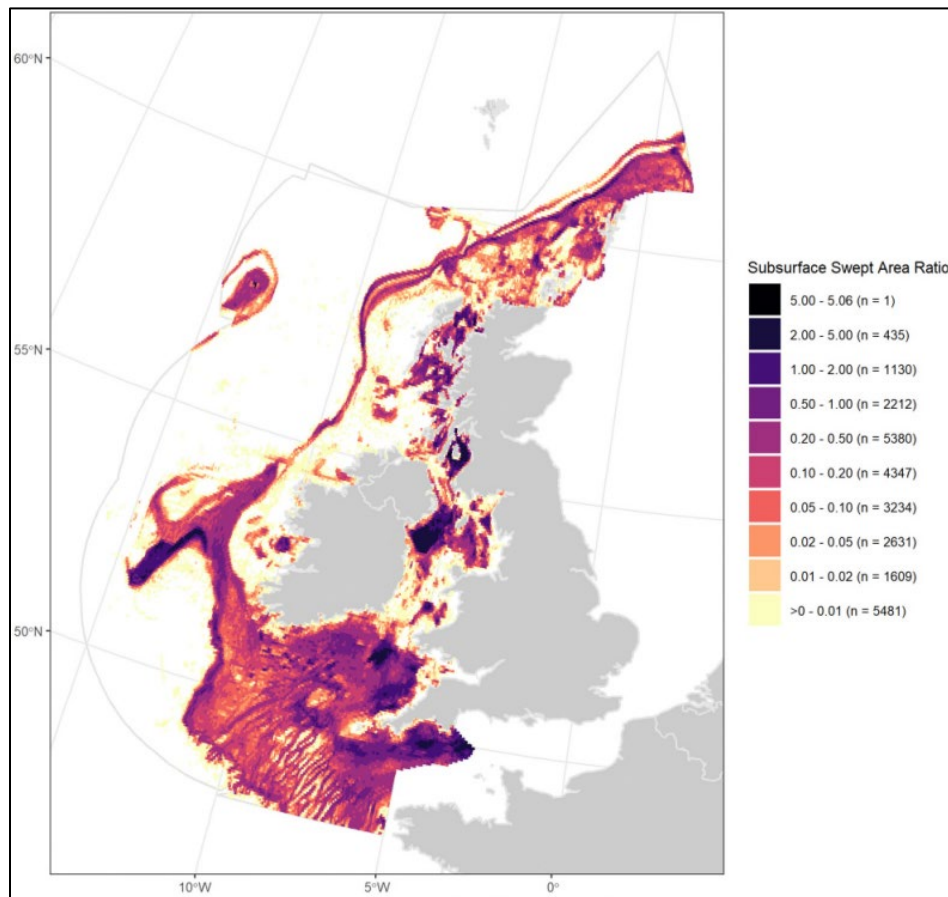 60°N
55°N
50°N
10°W
5°W
0°
Subsurface Swept Area Ratio
5.00 - 5.06 (n = 1)
2.00 - 5.00 (n = 435)
1.00 - 2.00 (n = 1130)
0.50 - 1.00 (n = 2212)
0.20 - 0.50 (n = 5380)
0.10 - 0.20 (n = 4347)
0.05 - 0.10 (n = 3234)
0.02 - 0.05 (n = 2631)
0.01 - 0.02 (n = 1609)
>0 - 0.01 (n = 5481)